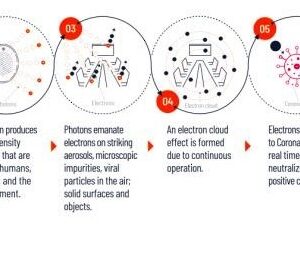 03
04
05
Electrons
Electron cloud
n produces
ensity
that are
humans,
and the
ment.
Photons emanate
electrons on striking
aerosols, microscopic
impurities, viral
particles in the air;
solid surfaces and
objects.
An electron cloud
effect is formed
due to continuous
operation.
Electrons
to Corona
real time
neutraliz
positive c